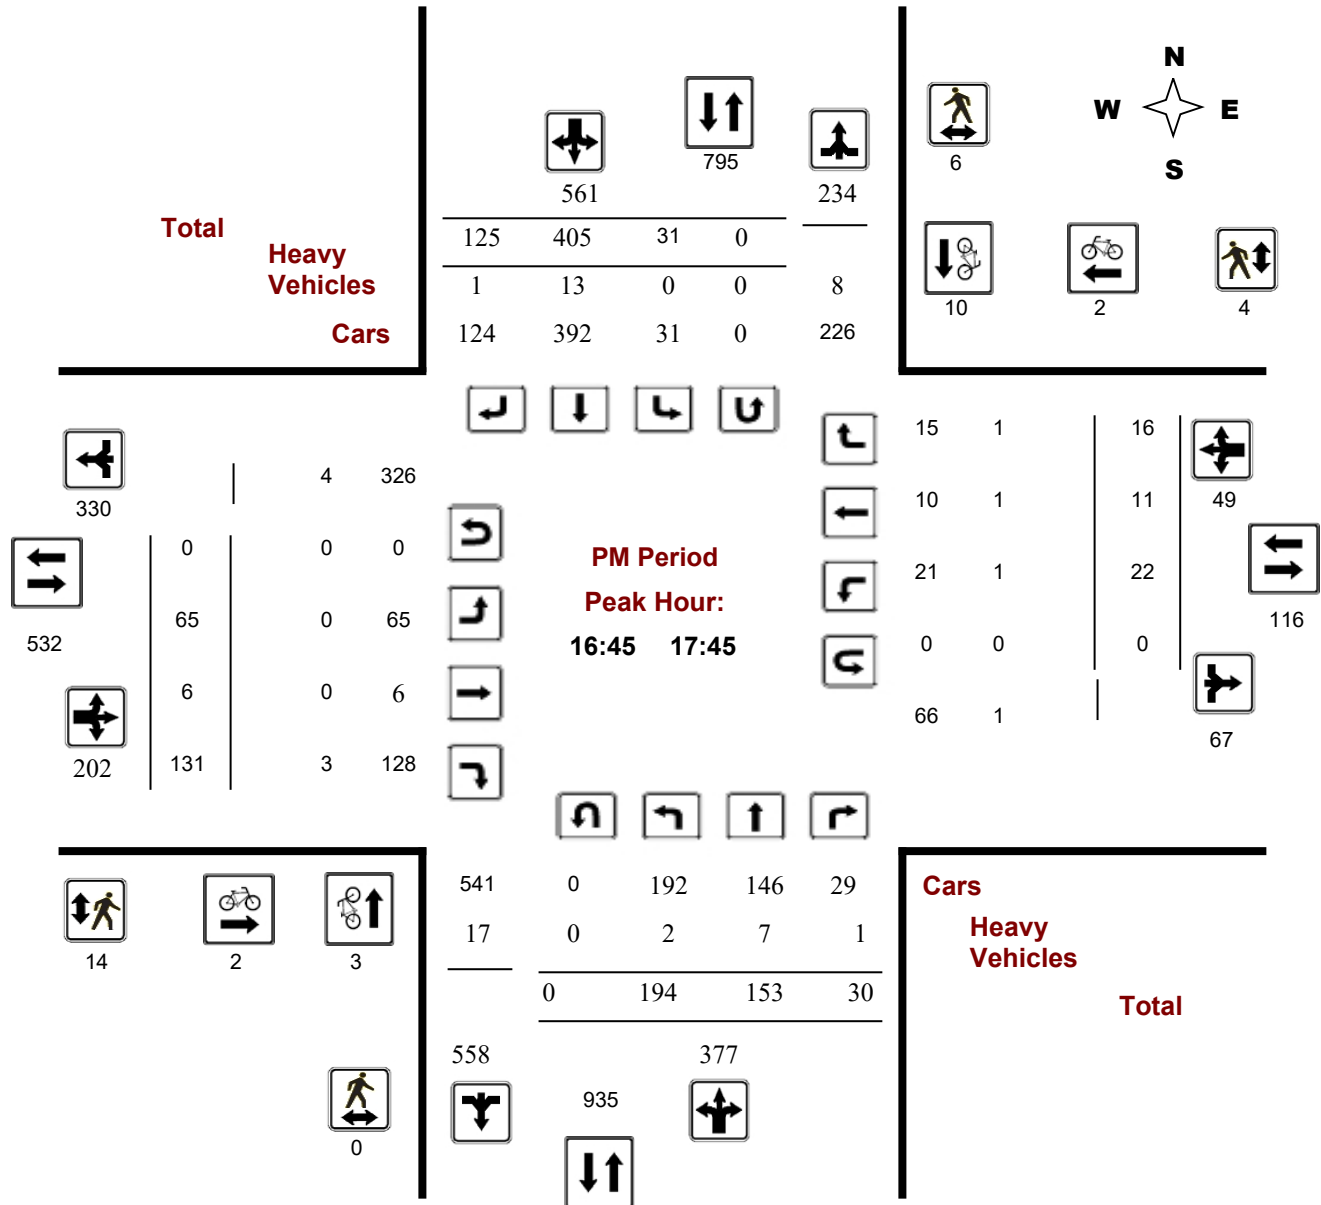 N
W E
S
795
6
561
234
Total
125 405 31 0
Heavy
Vehicles
1 13 0 0 8
10 2 4
Cars
124 392 31 0 226
15 1 16
4 326
330
49
10 1 11
0 0 0
PM Period
21 1 22
Peak Hour:
65 0 65
116
532
16:45 17:45
0 0 0
6 0 6
66 1
67
202
131 3 128
541 0 192 146 29
Cars
17 0 2 7 1
Heavy
Vehicles
14 2 3
0 194 153 30
Total
558 377
935
0